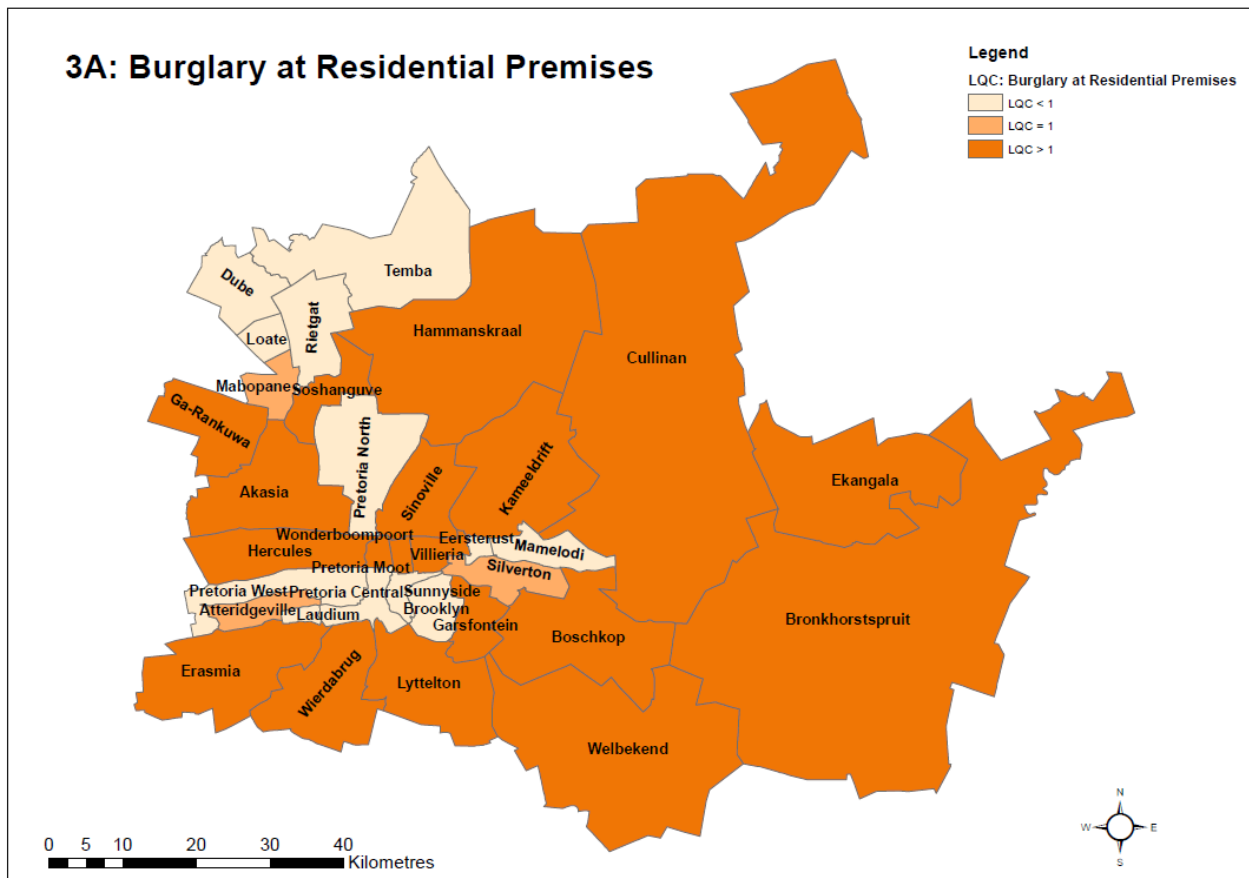 3A: Burglary at Residential Premises
Legend
LQC: Burglary at Residential Premises
LQC < 1
LQC = 1
LQC > 1
Temba
Dube
Rietgat
Loate
Hammanskraal
Cullinan
Mabopane
Soshanguve
Ga-Rankuwa
Pretoria North
Akasia
Sinoville
Kameeldrift
Ekangala
Wonderboompoort
Hercules
Villieria
Eersterust
Mamelodi
Pretoria Moot
Silverton
Pretoria West
Pretoria Central
Sunnyside
Atteridgeville
Laudium
Brooklyn
Garsfontein
Boschkop
Bronkhorstspruit
Erasmia
Wierdabrug
Lyttelton
Welbekend
N
W
E
S
0 5 10 20 30 40
Kilometres